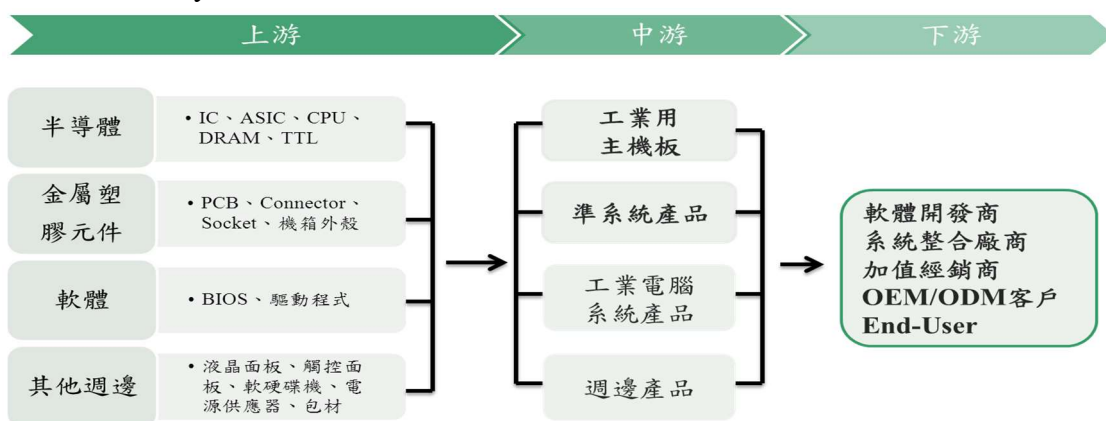 上游
中游
下游
半導體
• IC、ASIC、CPU、
DRAM、TTL
金屬塑
膠元件
• PCB、Connector、
Socket、機箱外殼
軟體
• BIOS、驅動程式
其他週邊
• 液晶面板、觸控面
板、軟硬碟機、電
源供應器、包材
工業用
主機板
準系統產品
工業電腦
系統產品
週邊產品
軟體開發商
系統整合廠商
加值經銷商
OEM/ODM客戶
End-User